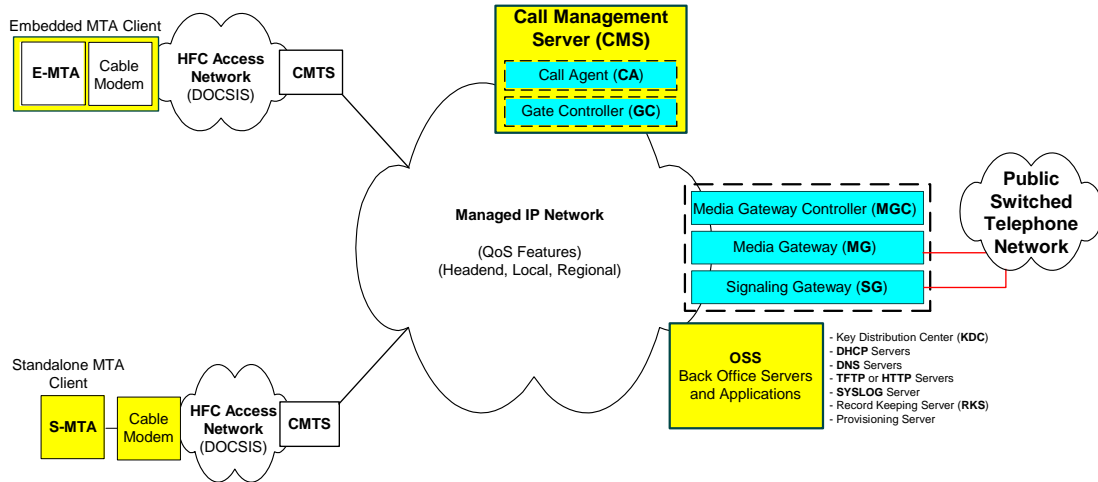 Embedded MTA Client
E-MTA
Cable
Modem
HFC Access
Network
(DOCSIS)
CMTS
Call Management
Server (CMS)
Call Agent (CA)
Gate Controller (GC)
Managed IP Network
(QoS Features)
(Headend, Local, Regional)
Media Gateway Controller (MGC)
Media Gateway (MG)
Signaling Gateway (SG)
Public
Switched
Telephone
Network
OSS
Back Office Servers
and Applications
- Key Distribution Center (KDC)
- DHCP Servers
- DNS Servers
- TFTP or HTTP Servers
- SYSLOG Server
- Record Keeping Server (RKS)
- Provisioning Server
Standalone MTA
Client
S-MTA
Cable
Modem
HFC Access
Network
(DOCSIS)
CMTS